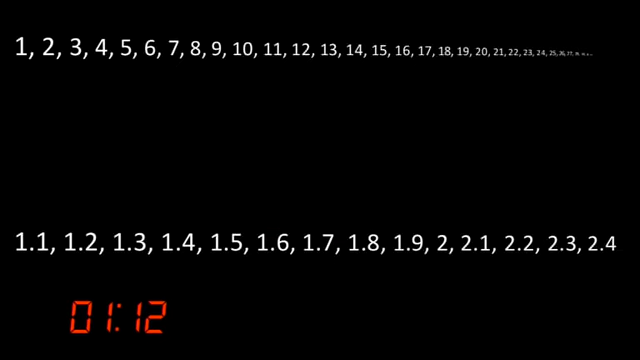 1, 2, 3, 4, 5, 6, 7, 8, 9, 10, 11, 12, 13, 14, 15, 16, 17, 18, 19, 20, 21, 22, 23, 24, 25, 26, 27,
1.1, 1.2, 1.3, 1.4, 1.5, 1.6, 1.7, 1.8, 1.9, 2, 2.1, 2.2, 2.3, 2.4
01:12